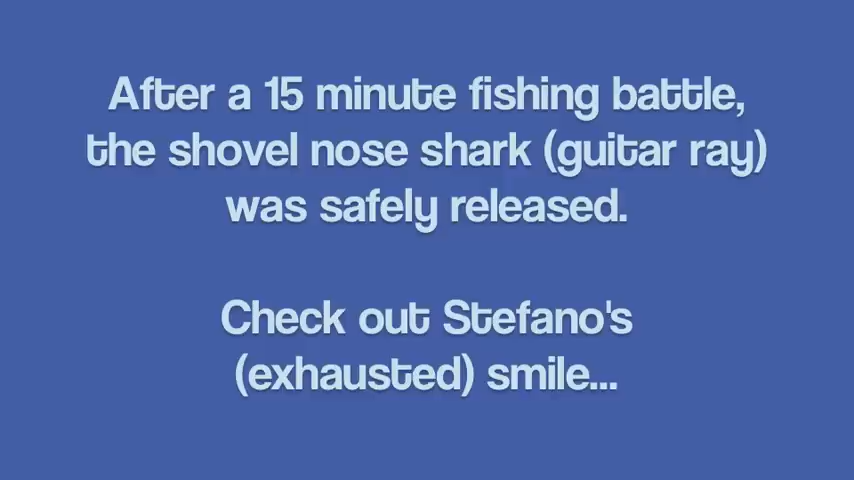 After a 15 minute fishing battle,
the shovel nose shark (guitar ray)
was safely released.
Check out Stefano's
(exhausted) smile...